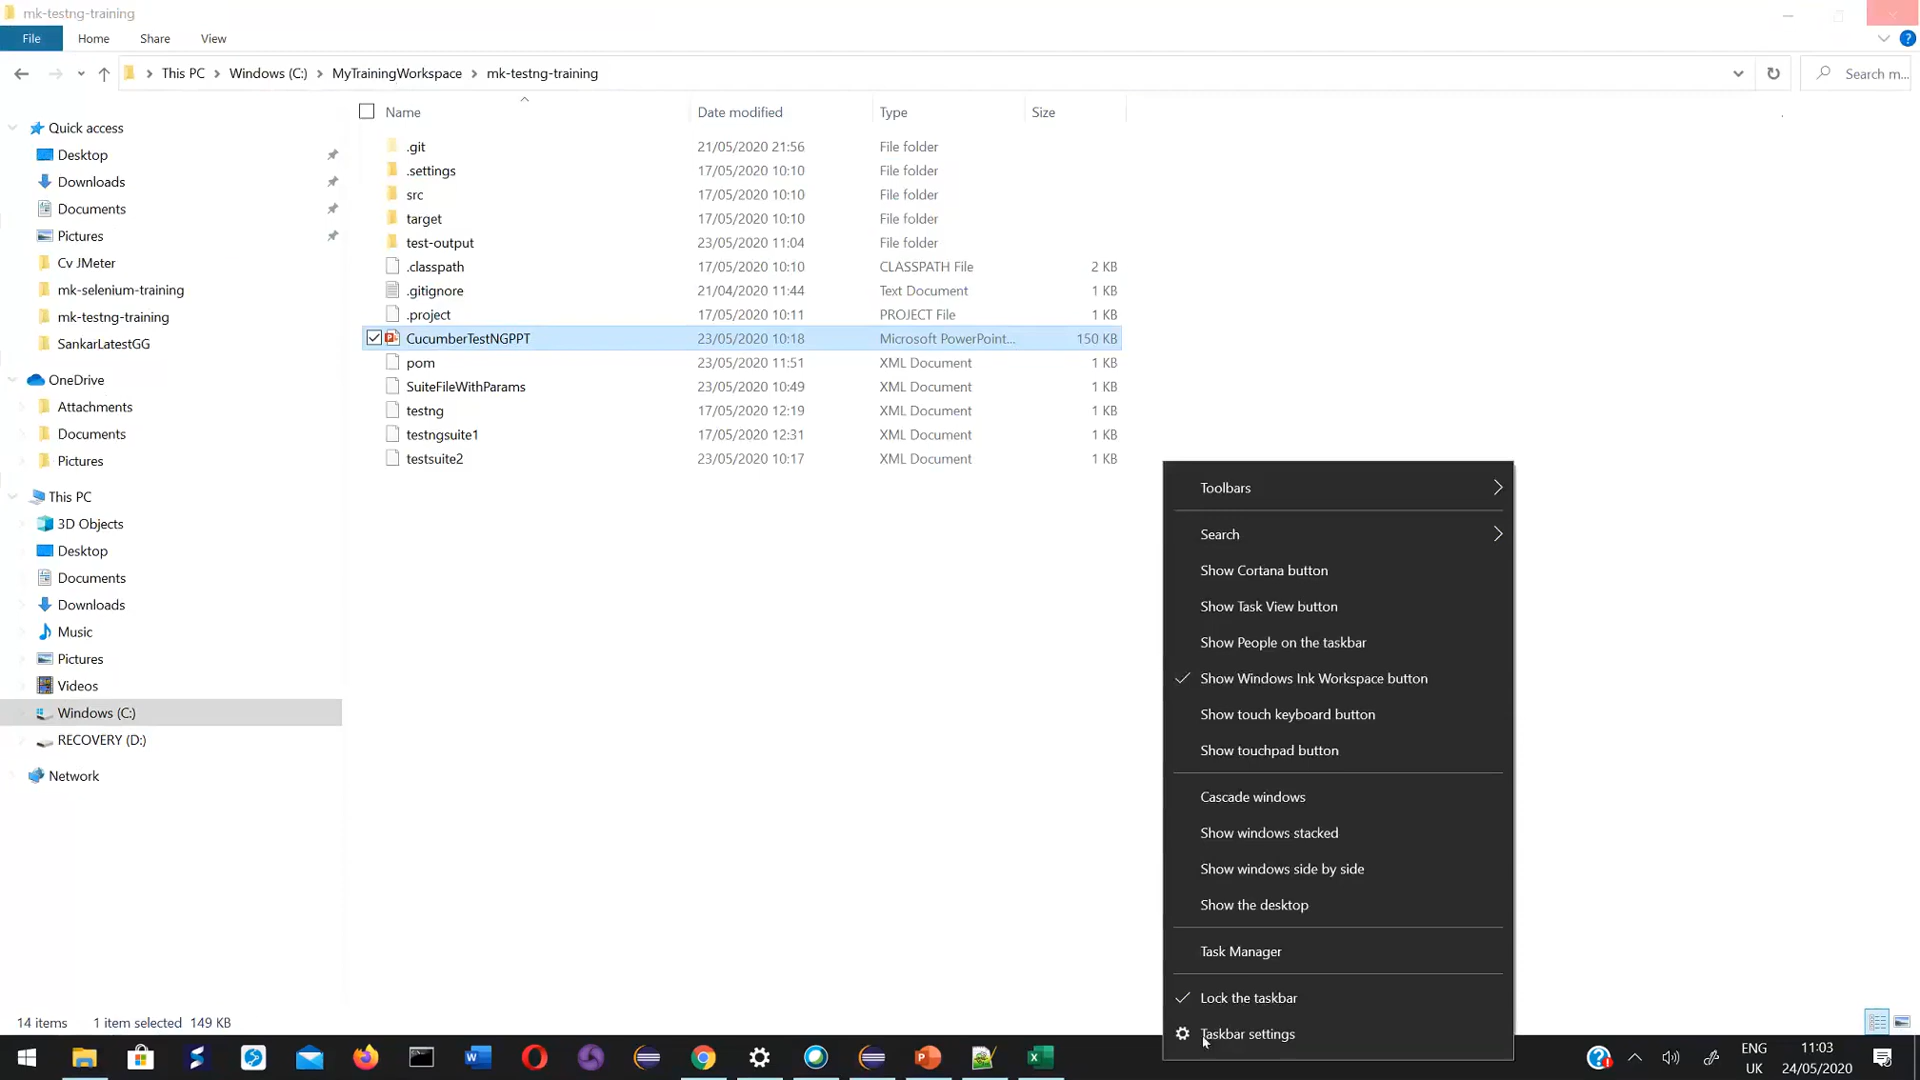 mk-testng-training
File Home Share View
This PC Windows (C:) MyTrainingWorkspace mk-testng-training Search m...
Name Date modified Type Size
Quick access
Desktop
Downloads
Documents
Pictures
Cv JMeter
mk-selenium-training
mk-testng-training
SankarLatestGG
OneDrive
Attachments
Documents
Pictures
This PC
3D Objects
Desktop
Documents
Downloads
Music
Pictures
Videos
Windows (C:)
RECOVERY (D:)
Network
.git 21/05/2020 21:56 File folder
.settings 17/05/2020 10:10 File folder
src 17/05/2020 10:10 File folder
target 17/05/2020 10:10 File folder
test-output 23/05/2020 11:04 File folder
.classpath 17/05/2020 10:10 CLASSPATH File 2 KB
.gitignore 21/04/2020 11:44 Text Document 1 KB
.project 17/05/2020 10:11 PROJECT File 1 KB
CucumberTestNGPPT 23/05/2020 10:18 Microsoft PowerPoint... 150 KB
pom 23/05/2020 11:51 XML Document 1 KB
SuiteFileWithParams 23/05/2020 10:49 XML Document 1 KB
testng 17/05/2020 12:19 XML Document 1 KB
testngsuite1 17/05/2020 12:31 XML Document 1 KB
testsuite2 23/05/2020 10:17 XML Document 1 KB
Toolbars
Search
Show Cortana button
Show Task View button
Show People on the taskbar
Show Windows Ink Workspace button
Show touch keyboard button
Show touchpad button
Cascade windows
Show windows stacked
Show windows side by side
Show the desktop
Task Manager
Lock the taskbar
Taskbar settings
14 items 1 item selected 149 KB
ENG 11:03
UK 24/05/2020